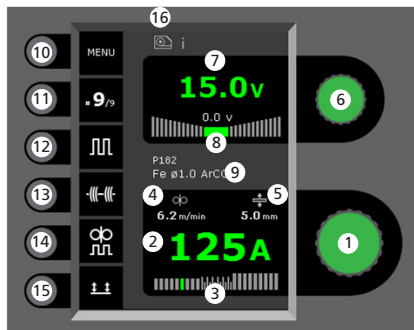 16
10 MENU i
7
11 .9/9 15.0v 6
0.0 v
12 8
P182
Fe ø1.0 ArCO 9
13 4 5
6.2 m/min 5.0 mm
14 2 125A 1
15 3